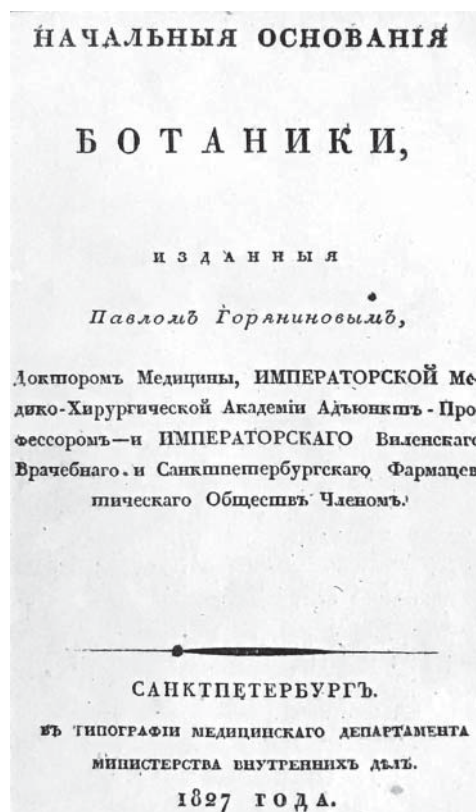 НАЧАЛЬНЫЯ ОСНОВАНІЯ
БОТАНИКИ,
ИЗДАННЫЯ
Павломъ Горяниновымъ,
Докторомъ Медицины, ИМПЕРАТОРСКОЙ Ме-
дико-Хирургической Академіи Адъюнктъ-Про
фессоромъ—и ИМПЕРАТОРСКАГО Виленскаго
Врачебнаго и Санктпетербургскаго Фармацев
тическаго Обществъ Членомъ.
САНКТПЕТЕРБУРГЪ.
ВЪ ТИПОГРАФІИ МЕДИЦИНСКАГО ДЕПАРТАМЕНТА
МИНИСТЕРСТВА ВНУТРЕННИХЪ ДѢЛЪ.
1827 ГОДА.